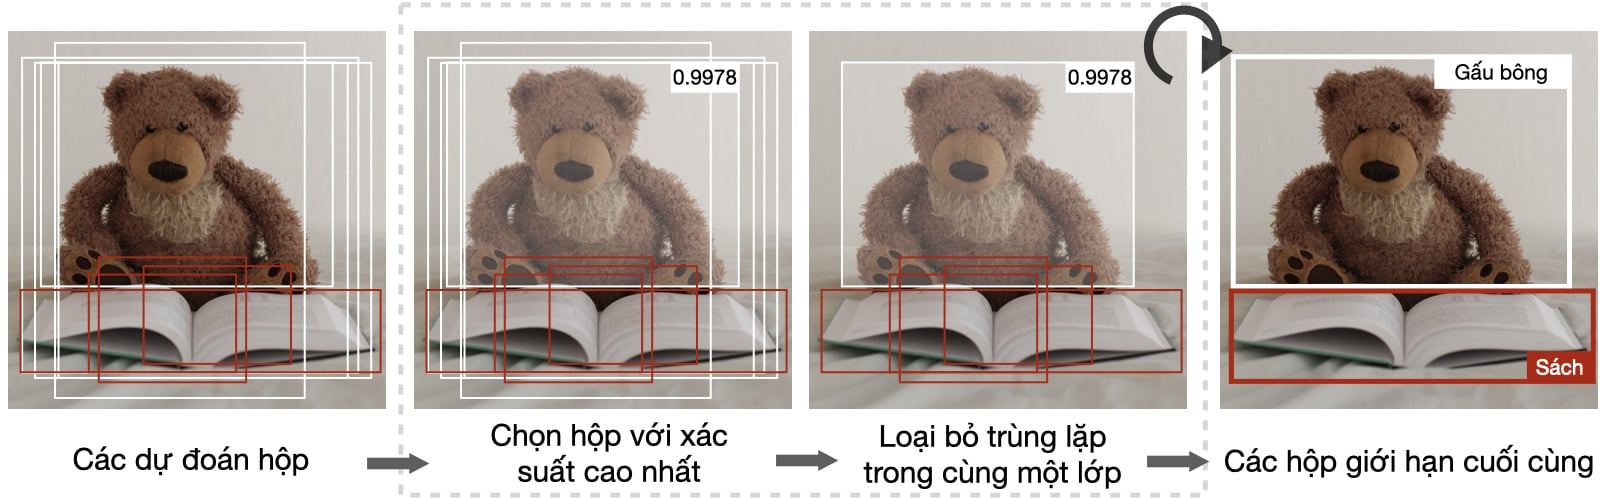 0.9978
0.9978
Gấu bông
Sách
Các dự đoán hộp
Chọn hộp với xác
suất cao nhất
Loại bỏ trùng lặp
trong cùng một lớp
Các hộp giới hạn cuối cùng